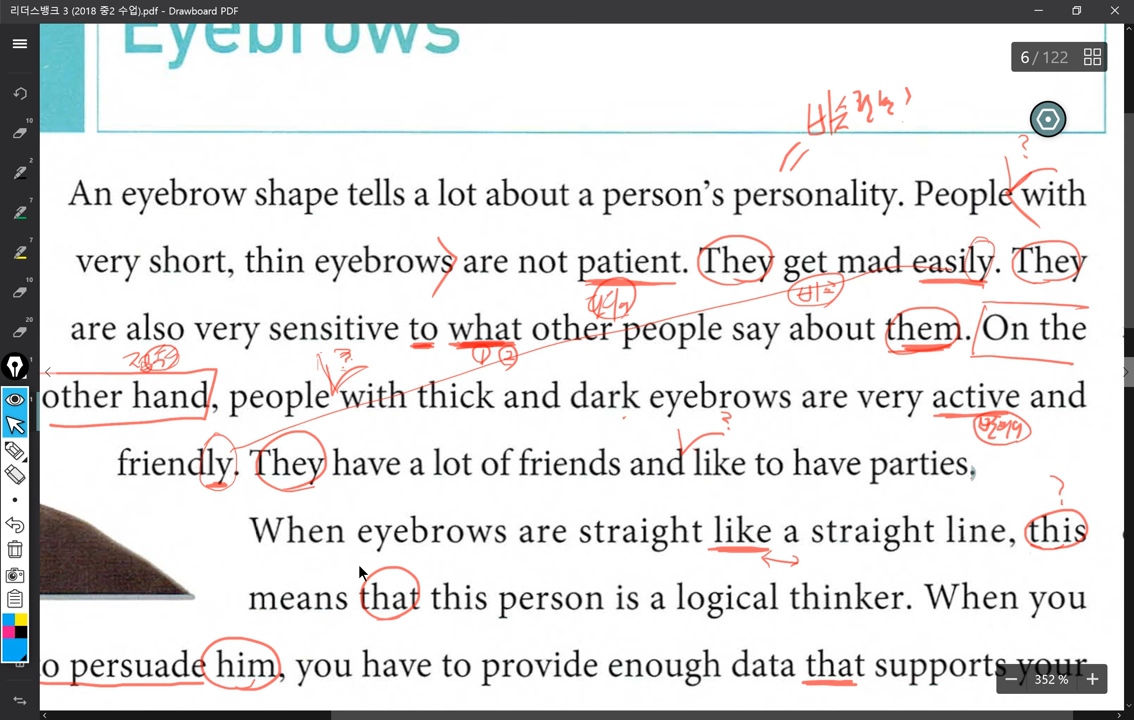 리더스뱅크 3 (2018 중2 수업).pdf - Drawboard PDF
Eyebrows
6 / 122
An eyebrow shape tells a lot about a person's personality. People with
very short, thin eyebrows are not patient. They get mad easily. They
are also very sensitive to what other people say about them. On the
① ②
other hand, people with thick and dark eyebrows are very active and
friendly. They have a lot of friends and like to have parties.
When eyebrows are straight like a straight line, this
means that this person is a logical thinker. When you
o persuade him, you have to provide enough data that supports your
352 %